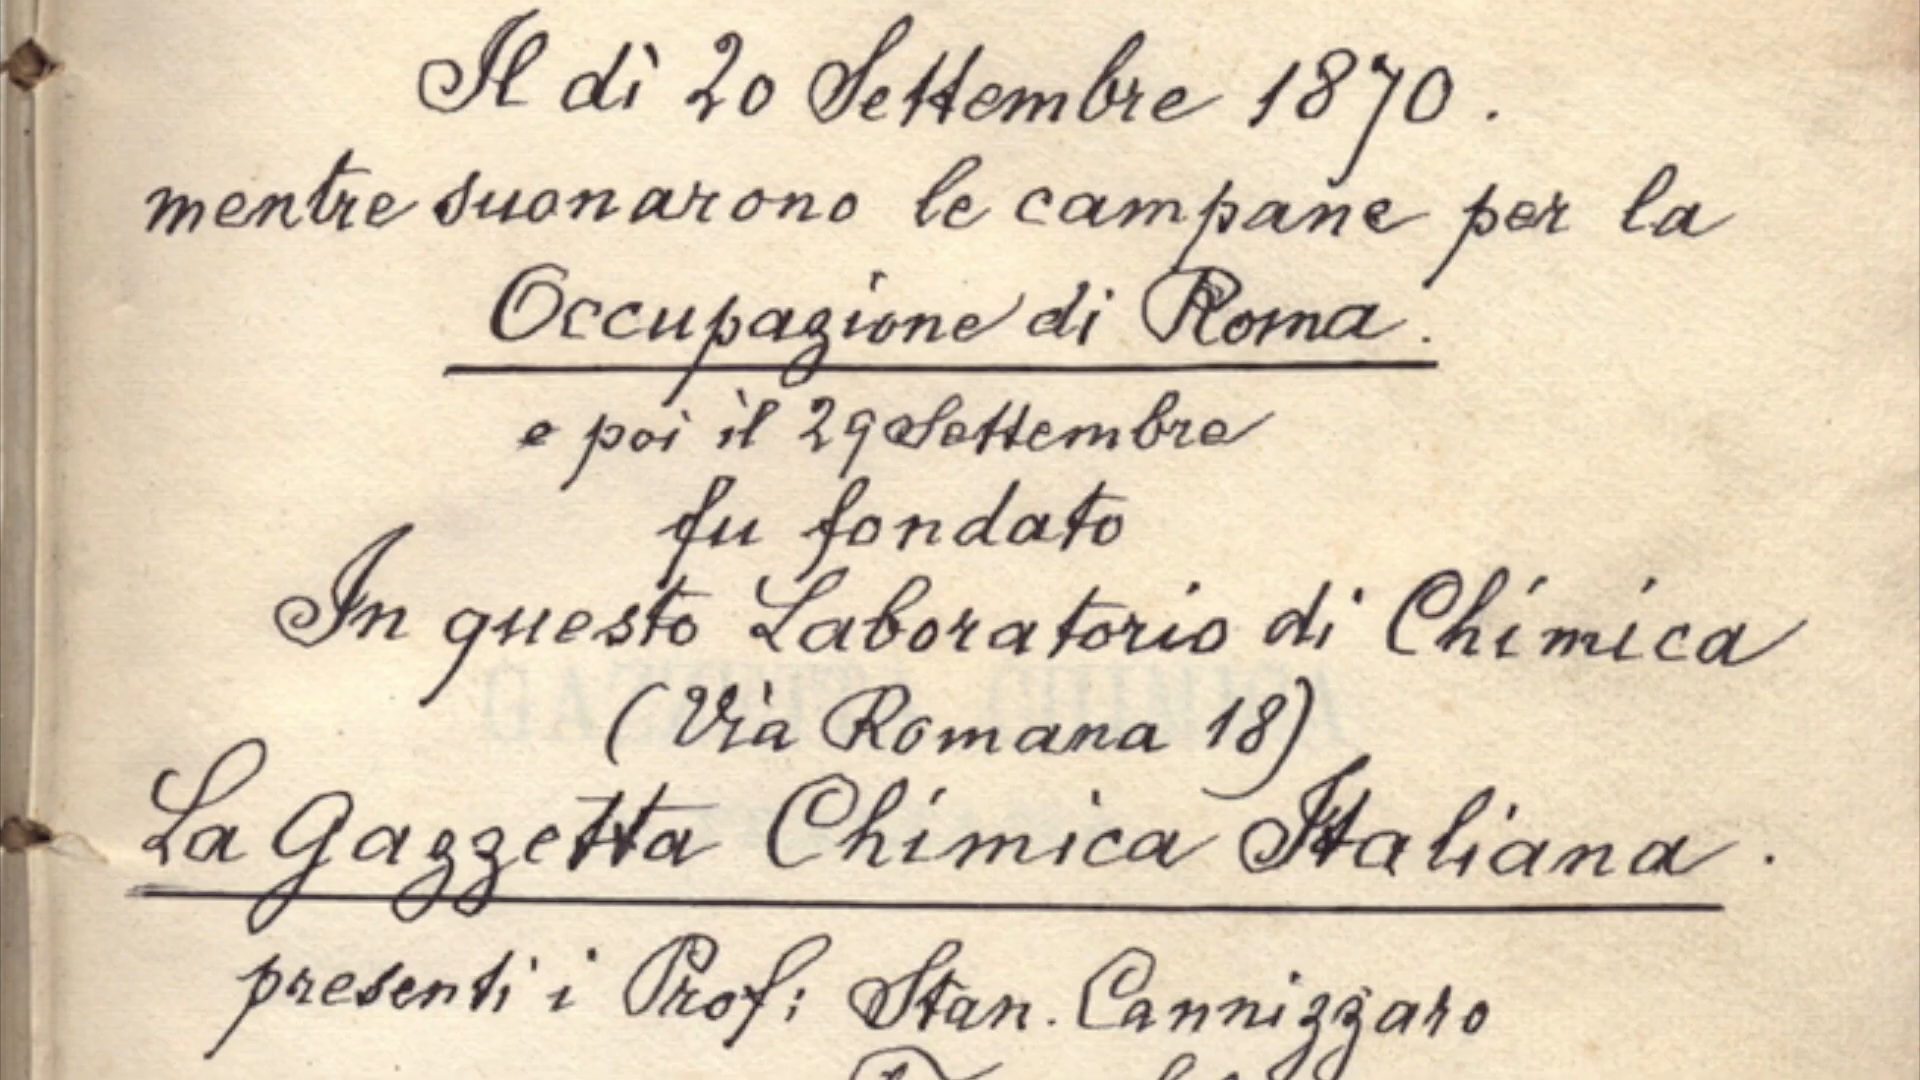 Il dì 20 Settembre 1870.
mentre suonarono le campane per la
Occupazione di Roma.
e poi il 29 Settembre
fu fondato
In questo Laboratorio di Chimica
(Via Romana 18)
La Gazzetta Chimica Italiana.
presenti i Prof: Stan. Cannizzaro